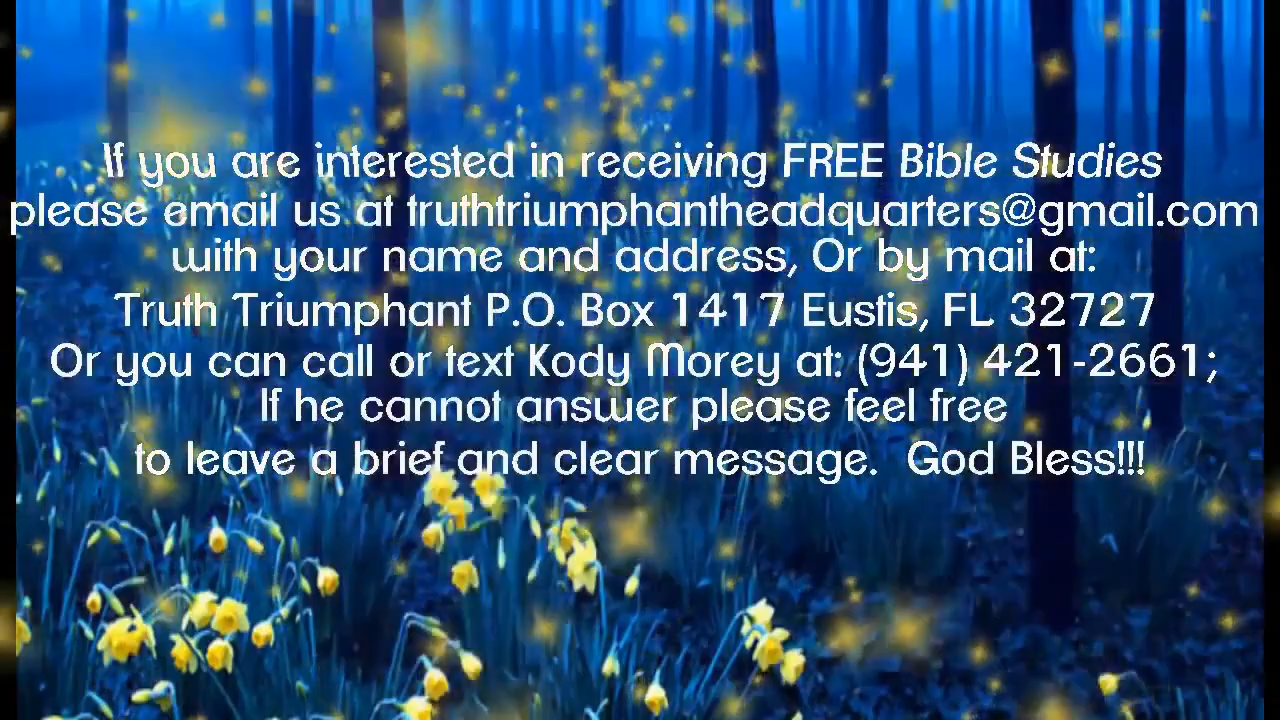 If you are interested in receiving FREE Bible Studies
please email us at truthtriumphantheadquarters@gmail.com
with your name and address, Or by mail at:
Truth Triumphant P.O. Box 1417 Eustis, FL 32727
Or you can call or text Kody Morey at: (941) 421-2661;
If he cannot answer please feel free
to leave a brief and clear message. God Bless!!!